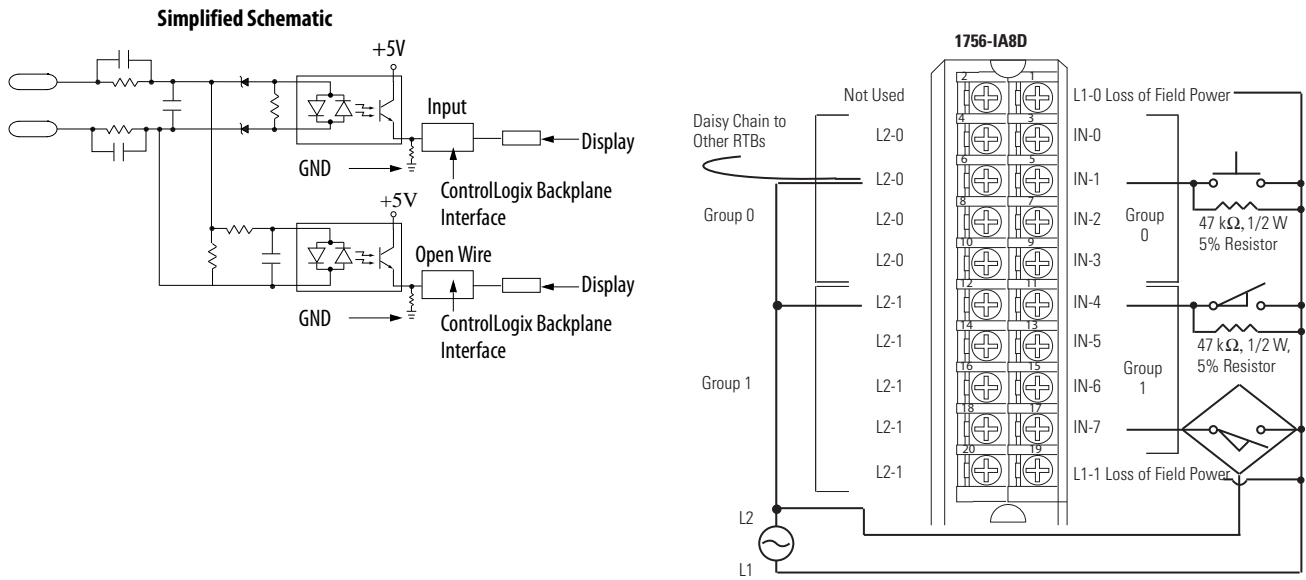 Simplified Schematic
+5V
Input
Display
GND
ControlLogix Backplane
Interface
+5V
Open Wire
Display
GND
ControlLogix Backplane
Interface
1756-IA8D
2 1
Not Used
L1-0 Loss of Field Power
Daisy Chain to
Other RTBs
4 3
L2-0
IN-0
6 5
L2-0
IN-1
8 7
L2-0
IN-2
10 9
L2-0
IN-3
Group 0
Group
0
47 kΩ, 1/2 W
5% Resistor
12 11
L2-1
IN-4
14 13
L2-1
IN-5
47 kΩ, 1/2 W,
5% Resistor
16 15
L2-1
IN-6
Group 1
Group
1
18 17
L2-1
IN-7
20 19
L2-1
L1-1 Loss of Field Power
L2
L1